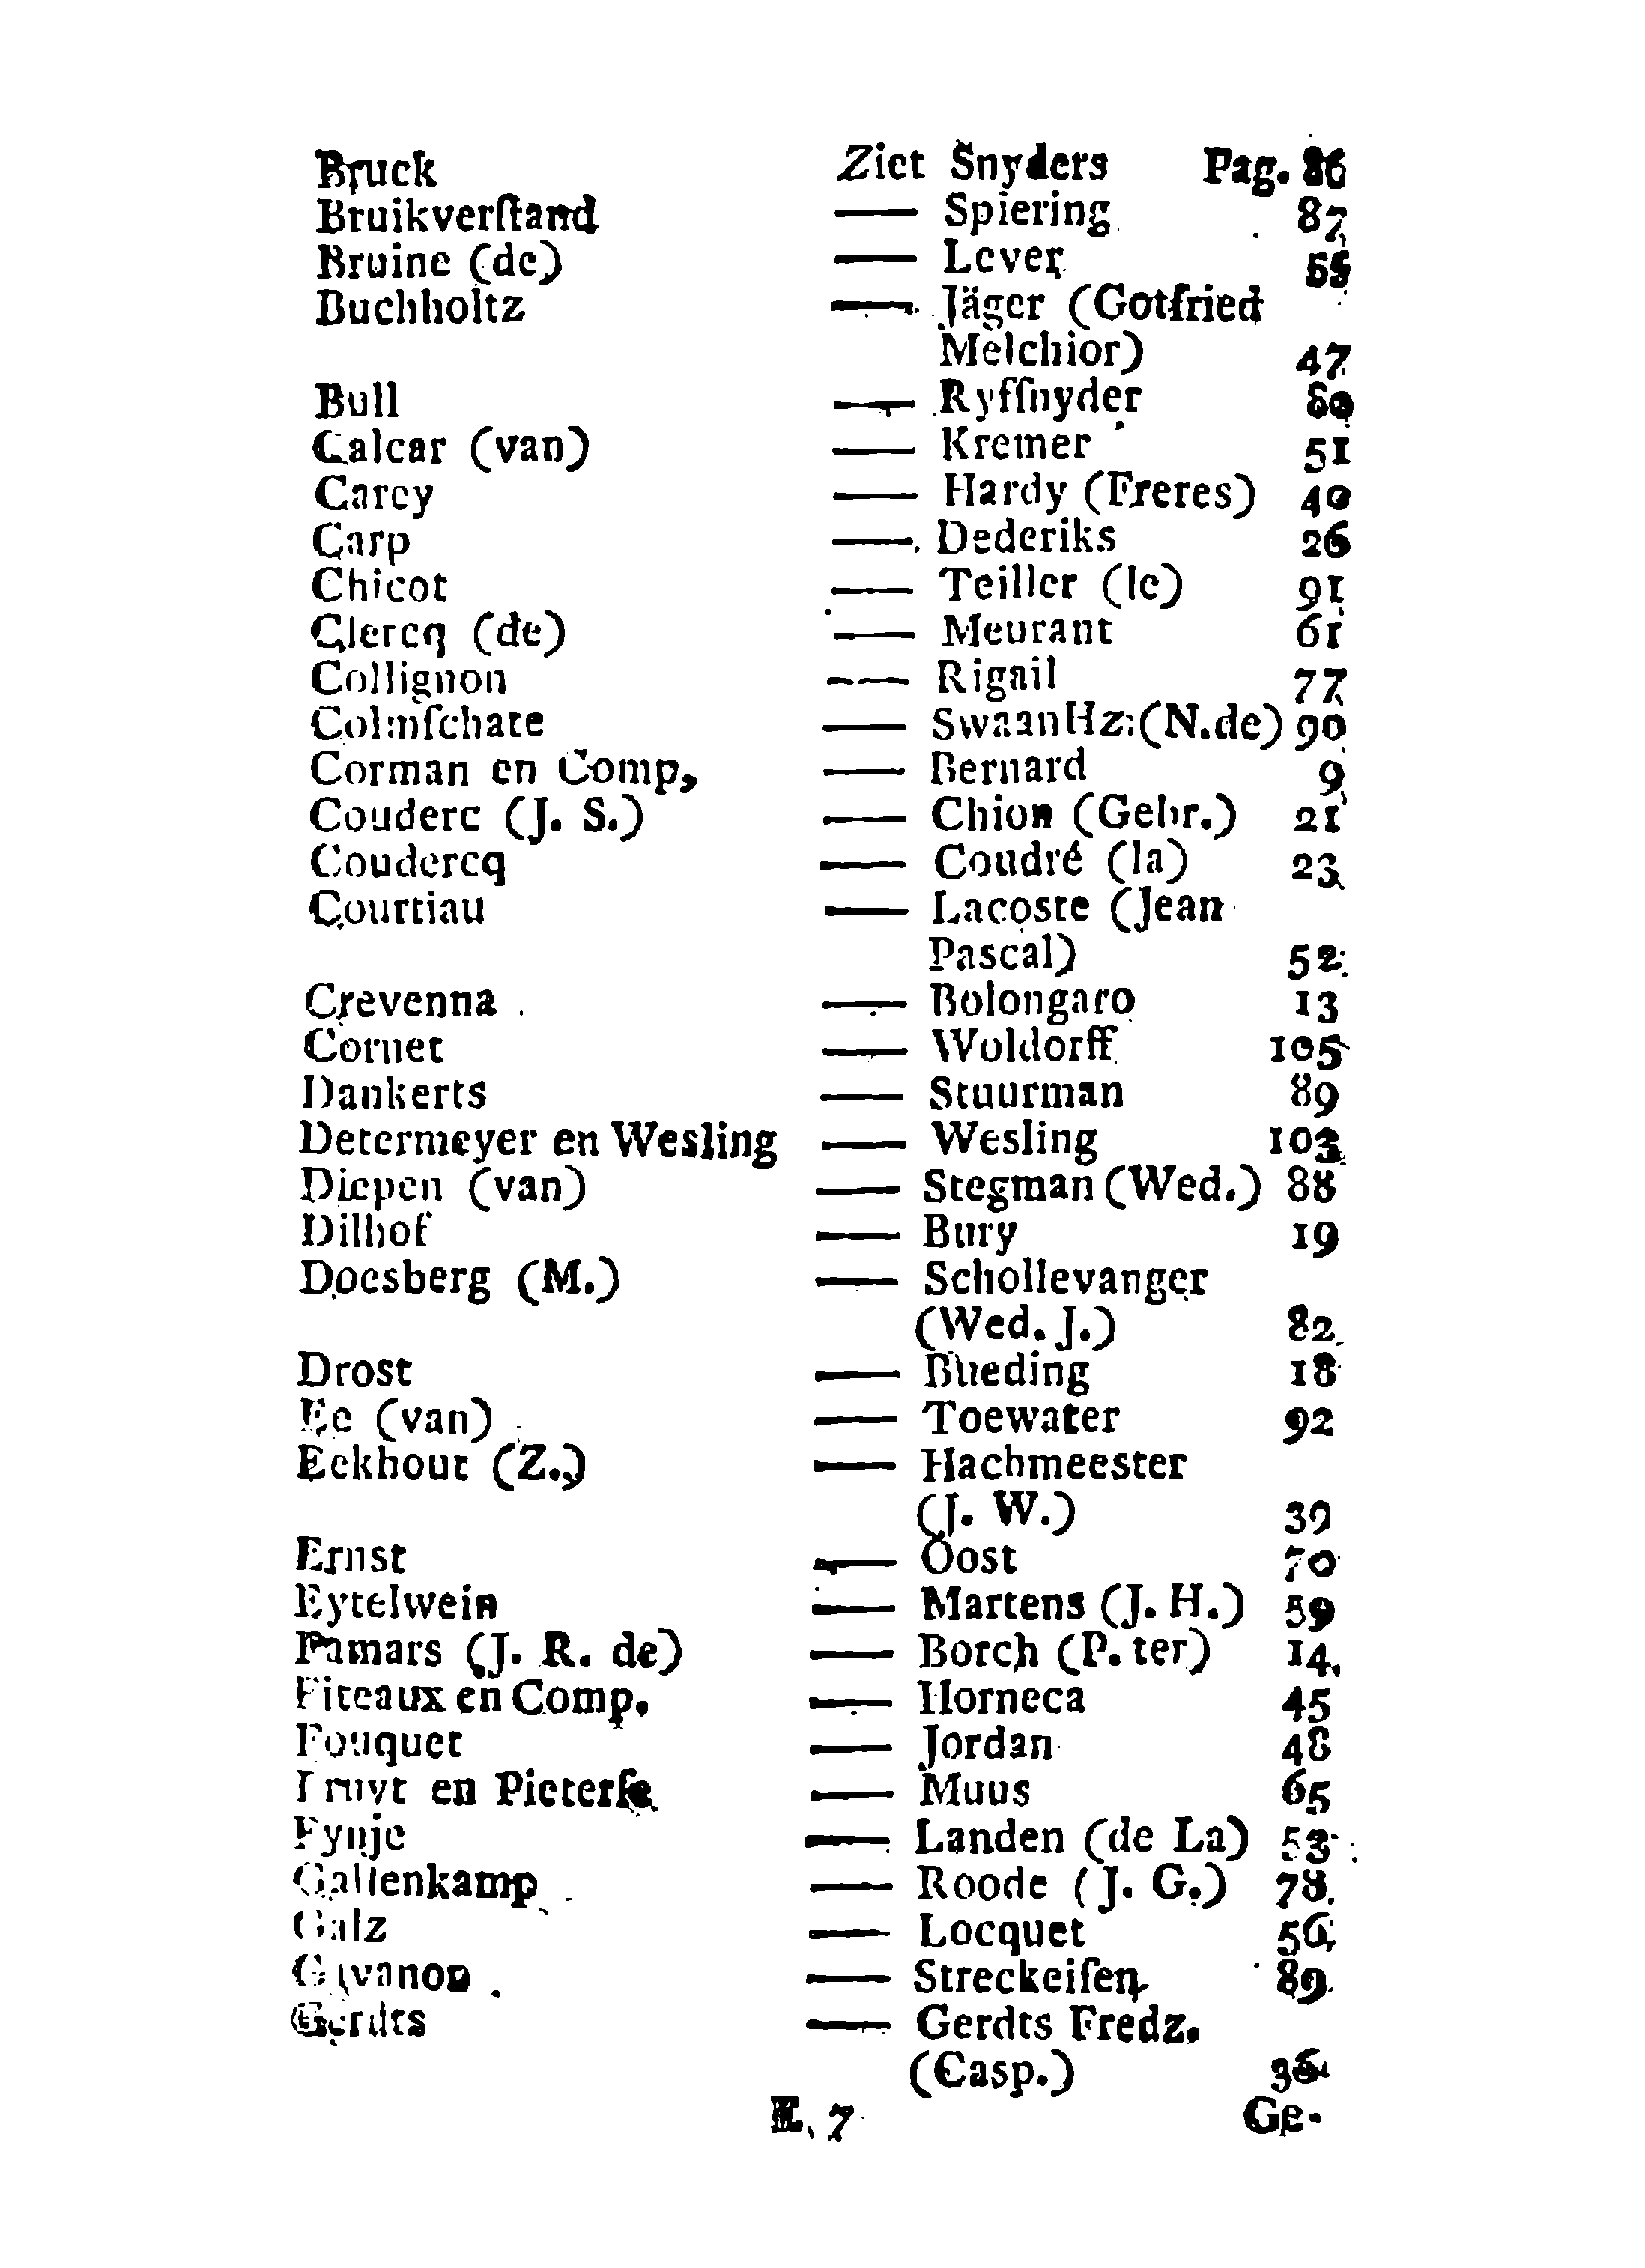 Bruck Ziet Snyders Pag. 86
Bruikverſtand —— Spiering 87
Bruine (de) —— Lever 55
Buchholtz —— Jäger (Gotfried
Melchior) 47
Bull —— Ryfſnyder 80
Calcar (van) —— Kremer 51
Carey —— Hardy (Freres) 40
Carp —— Dederiks 26
Chicot —— Teiller (le) 91
Clercq (de) —— Meurant 61
Collignon —— Rigail 77
Colmſchate —— Swaan Hz: (N. de) 90
Corman en Comp, —— Bernard 9
Couderc (J. S.) —— Chion (Gebr.) 21
Coudercq —— Coudré (la) 23
Courtiau —— Lacoste (Jean
Pascal) 52
Crevenna —— Bolongaro 13
Cornet —— Woldorff 105
Dankerts —— Stuurman 89
Determeyer en Wesling —— Wesling 103
Diepen (van) —— Stegman (Wed.) 88
Dilhof —— Bury 19
Doesberg (M.) —— Schollevanger
(Wed. J.) 82
Drost —— Blueding 18
Ee (van) —— Toewater 92
Eekhout (Z.) —— Hachmeester
(J. W.) 39
Ernst —— Oost 70
Eytelwein —— Martens (J. H.) 59
Famars (J. R. de) —— Borch (P. ter) 14
Fiteaux en Comp. —— Horneca 45
Fouquet —— Jordan 48
Fruyt en Pieterſe —— Muus 65
Fynje —— Landen (de La) 53
Gallenkamp —— Roode (J. G.) 78
Galz —— Locquet 56
Gavanon —— Streckeiſen 89
Gerdts —— Gerdts Fredz.
(Casp.) 36
E. 7 Ge-